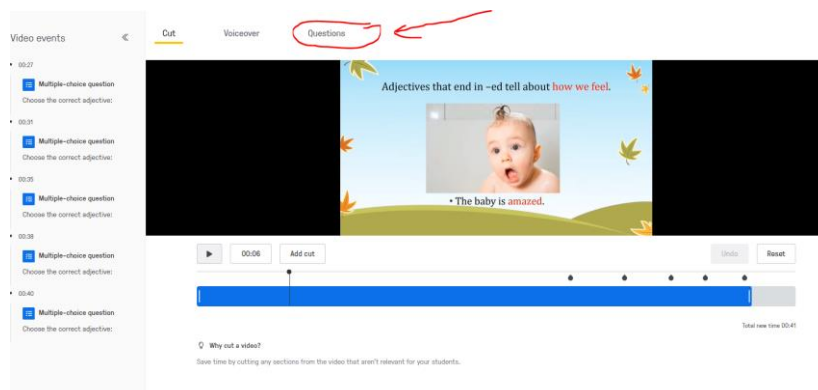 Video events
Cut Voiceover Questions
00:27
Multiple-choice question
Choose the correct adjective:
00:31
Multiple-choice question
Choose the correct adjective:
00:35
Multiple-choice question
Choose the correct adjective:
00:38
Multiple-choice question
Choose the correct adjective:
00:40
Multiple-choice question
Choose the correct adjective:
Adjectives that end in –ed tell about how we feel.
• The baby is amazed.
00:06 Add cut Undo Reset
Total new time 00:41
Why cut a video?
Save time by cutting any sections from the video that aren't relevant for your students.